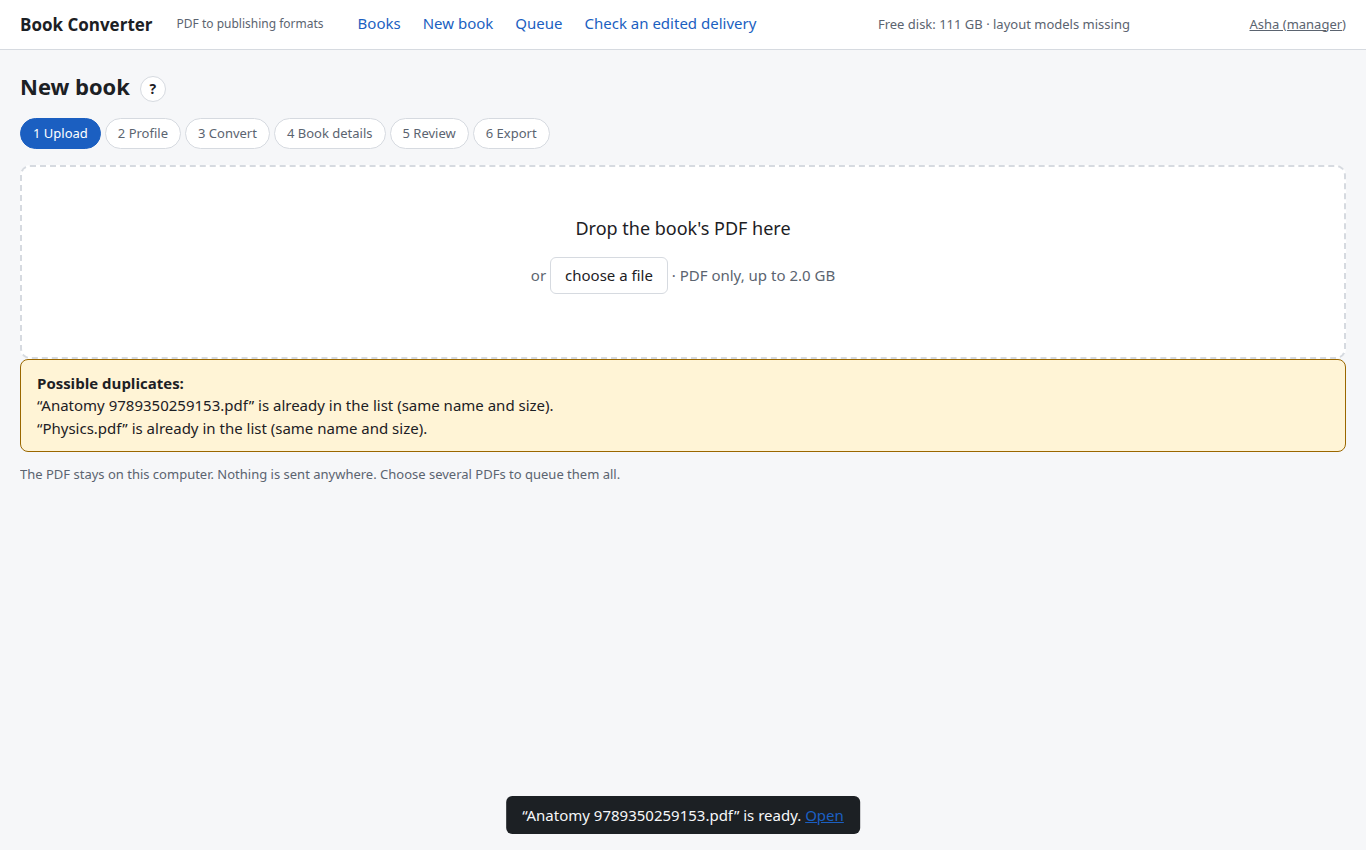 Book Converter PDF to publishing formats Books New book Queue Check an edited delivery Free disk: 111 GB · layout models missing Asha (manager)
New book ?
1 Upload 2 Profile 3 Convert 4 Book details 5 Review 6 Export
Drop the book's PDF here
or choose a file · PDF only, up to 2.0 GB
Possible duplicates:
“Anatomy 9789350259153.pdf” is already in the list (same name and size).
“Physics.pdf” is already in the list (same name and size).
The PDF stays on this computer. Nothing is sent anywhere. Choose several PDFs to queue them all.
“Anatomy 9789350259153.pdf” is ready. Open